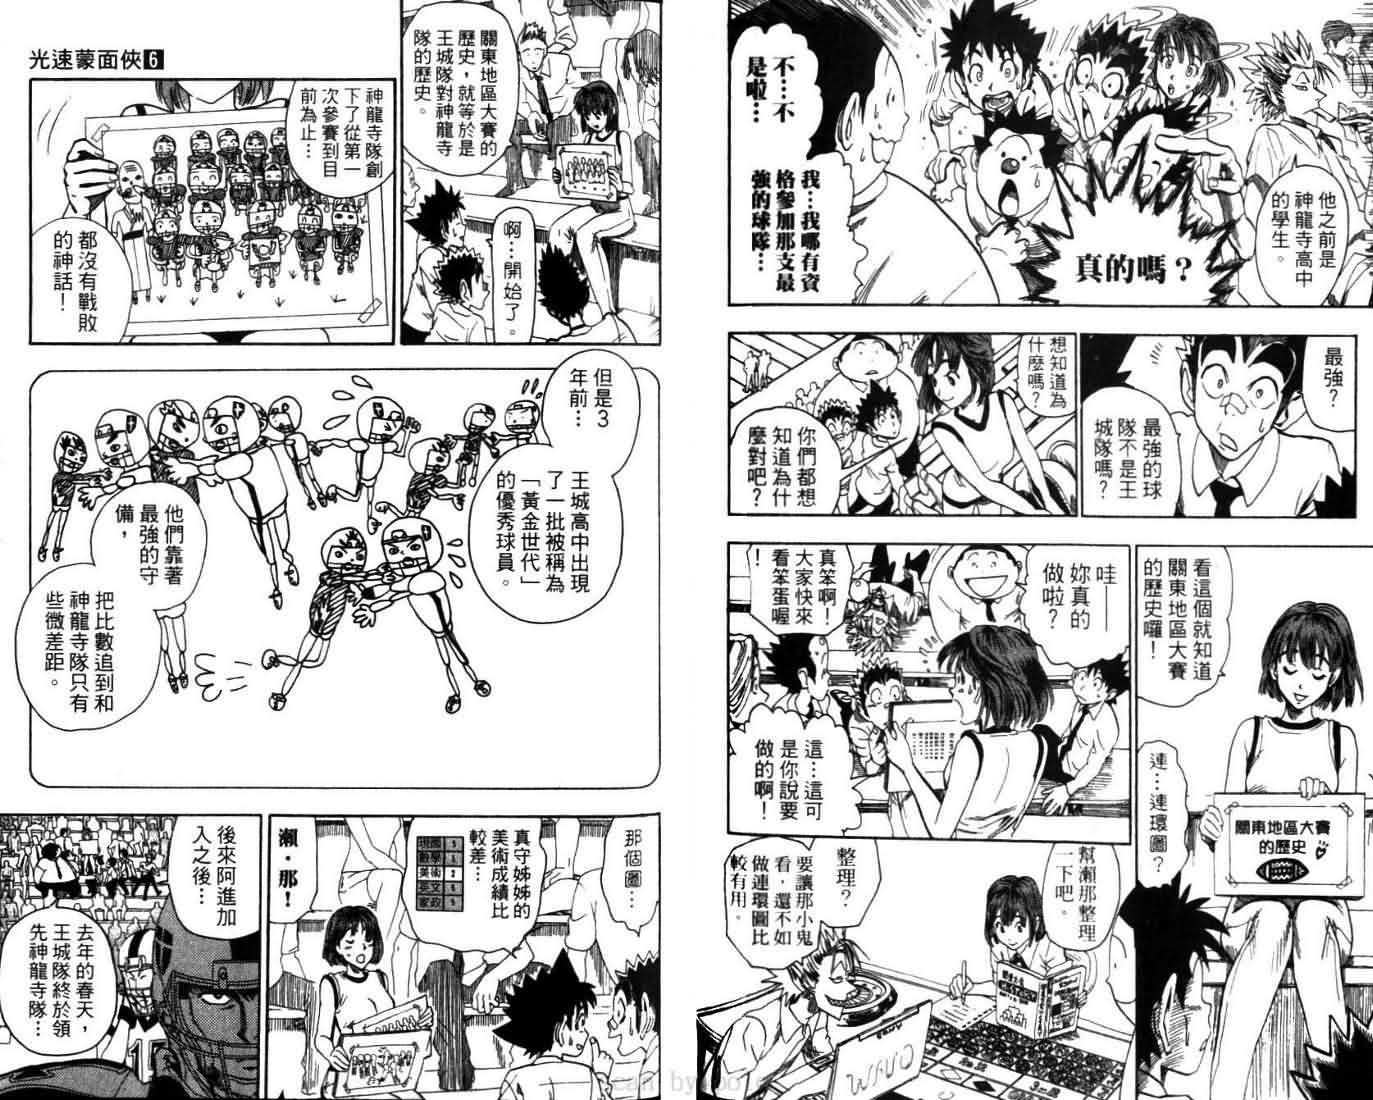 他之前是
神龍寺高中
的學生。
真的嗎？
不…不
是啦…
我…我哪有資
格參加那支最
強的球隊…
最強？
最強的球
隊不是王
城隊嗎？
想知道為
什麼嗎？
你們都想
知道為什
麼對吧？
看這個就知道
關東地區大賽
的歷史囉！
連…連環圖？
關東地區大賽
的歷史
哇——
妳真的
做啦？
真笨啊！
大家快來
看笨蛋喔
！
這…這可
是你說要
做的啊！
幫瀨那整理
一下吧。
整理？
要讓那小鬼
看，還不如
做連環圖比
較有用。
光速蒙面俠6
關東地區大賽的
歷史，就等於是
王城隊對神龍寺
隊的歷史。
啊…開始了。
神龍寺隊創
下了從第一
次參賽到目
前為止…
都沒有戰敗
的神話！
但是3
年前…
王城高中出現
了一批被稱為
「黃金世代」
的優秀球員。
他們靠著
最強的守
備，
把比數追到和
神龍寺隊只有
些微差距。
那個圖…
真守姊姊的
美術成績比
較差…
現國 5
數學
美術 2
英文
家政 5
瀨・那！
後來阿進加
入之後…
去年的春天，
王城隊終於領
先神龍寺隊…